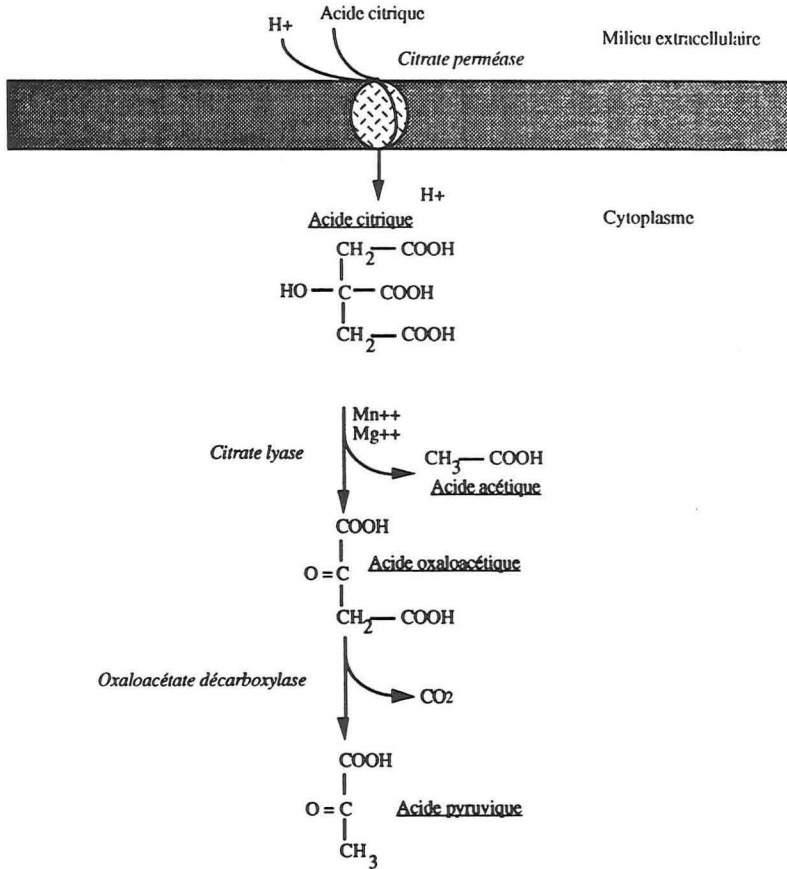 Acide citrique
H+
Milieu extracellulaire
Citrate perméase
H+
Cytoplasme
Acide citrique
CH2 — COOH
HO — C — COOH
CH2 — COOH
Mn++
Mg++
Citrate lyase
CH3 — COOH
Acide acétique
COOH
Acide oxaloacétique
O = C
CH2 — COOH
Oxaloacétate décarboxylase
CO2
COOH
O = C
Acide pyruvique
CH3